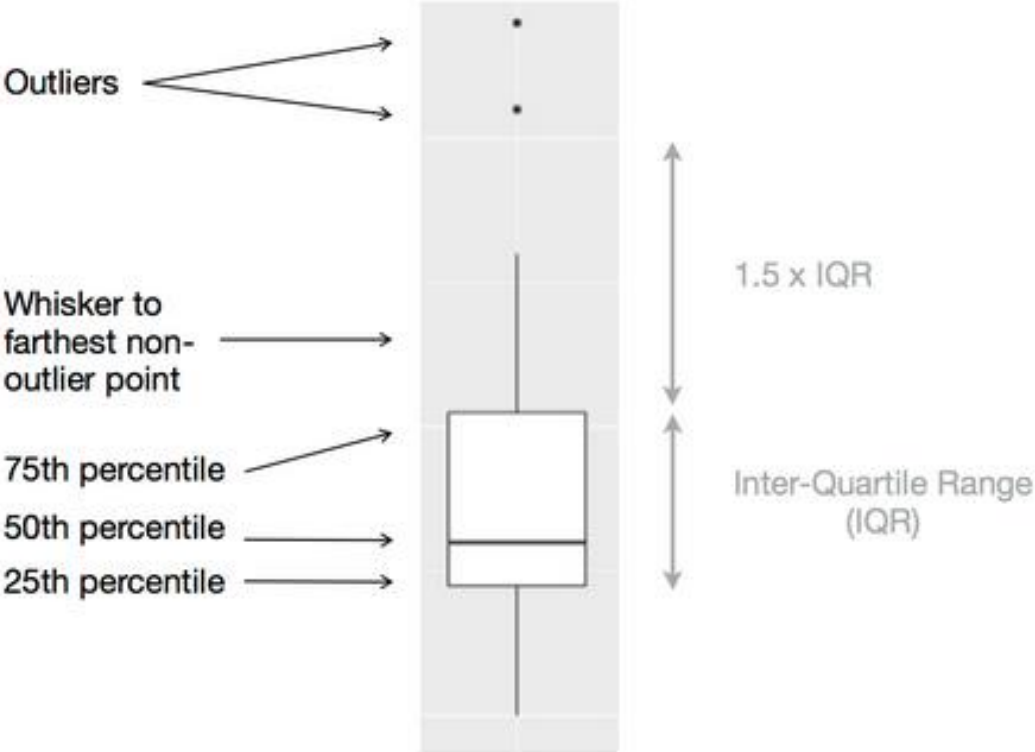 Outliers
Whisker to
farthest non-
outlier point
75th percentile
50th percentile
25th percentile
1.5 x IQR
Inter-Quartile Range
(IQR)